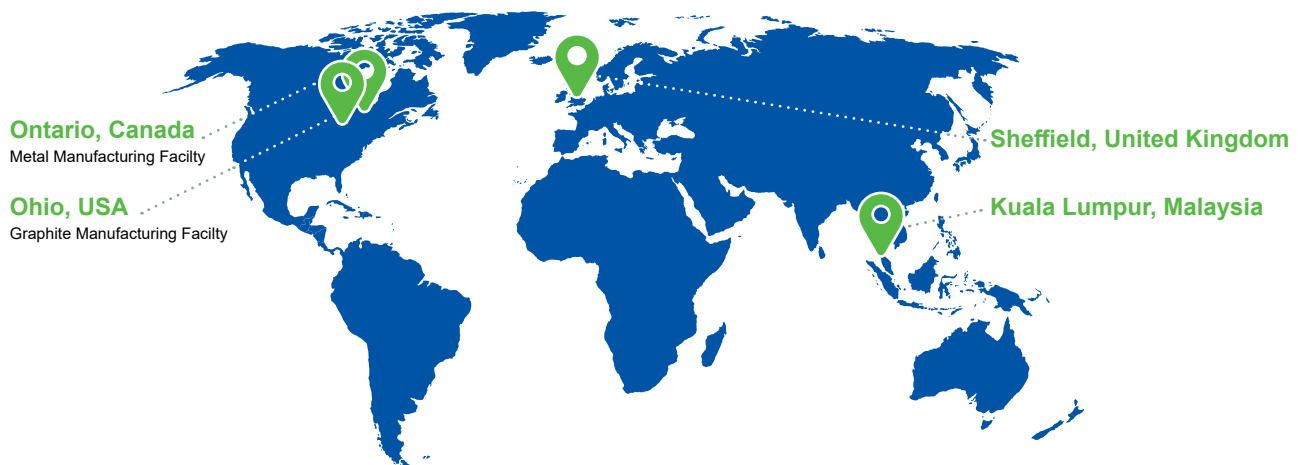 Ontario, Canada
Metal Manufacturing Facilty
Ohio, USA
Graphite Manufacturing Facilty
Sheffield, United Kingdom
Kuala Lumpur, Malaysia